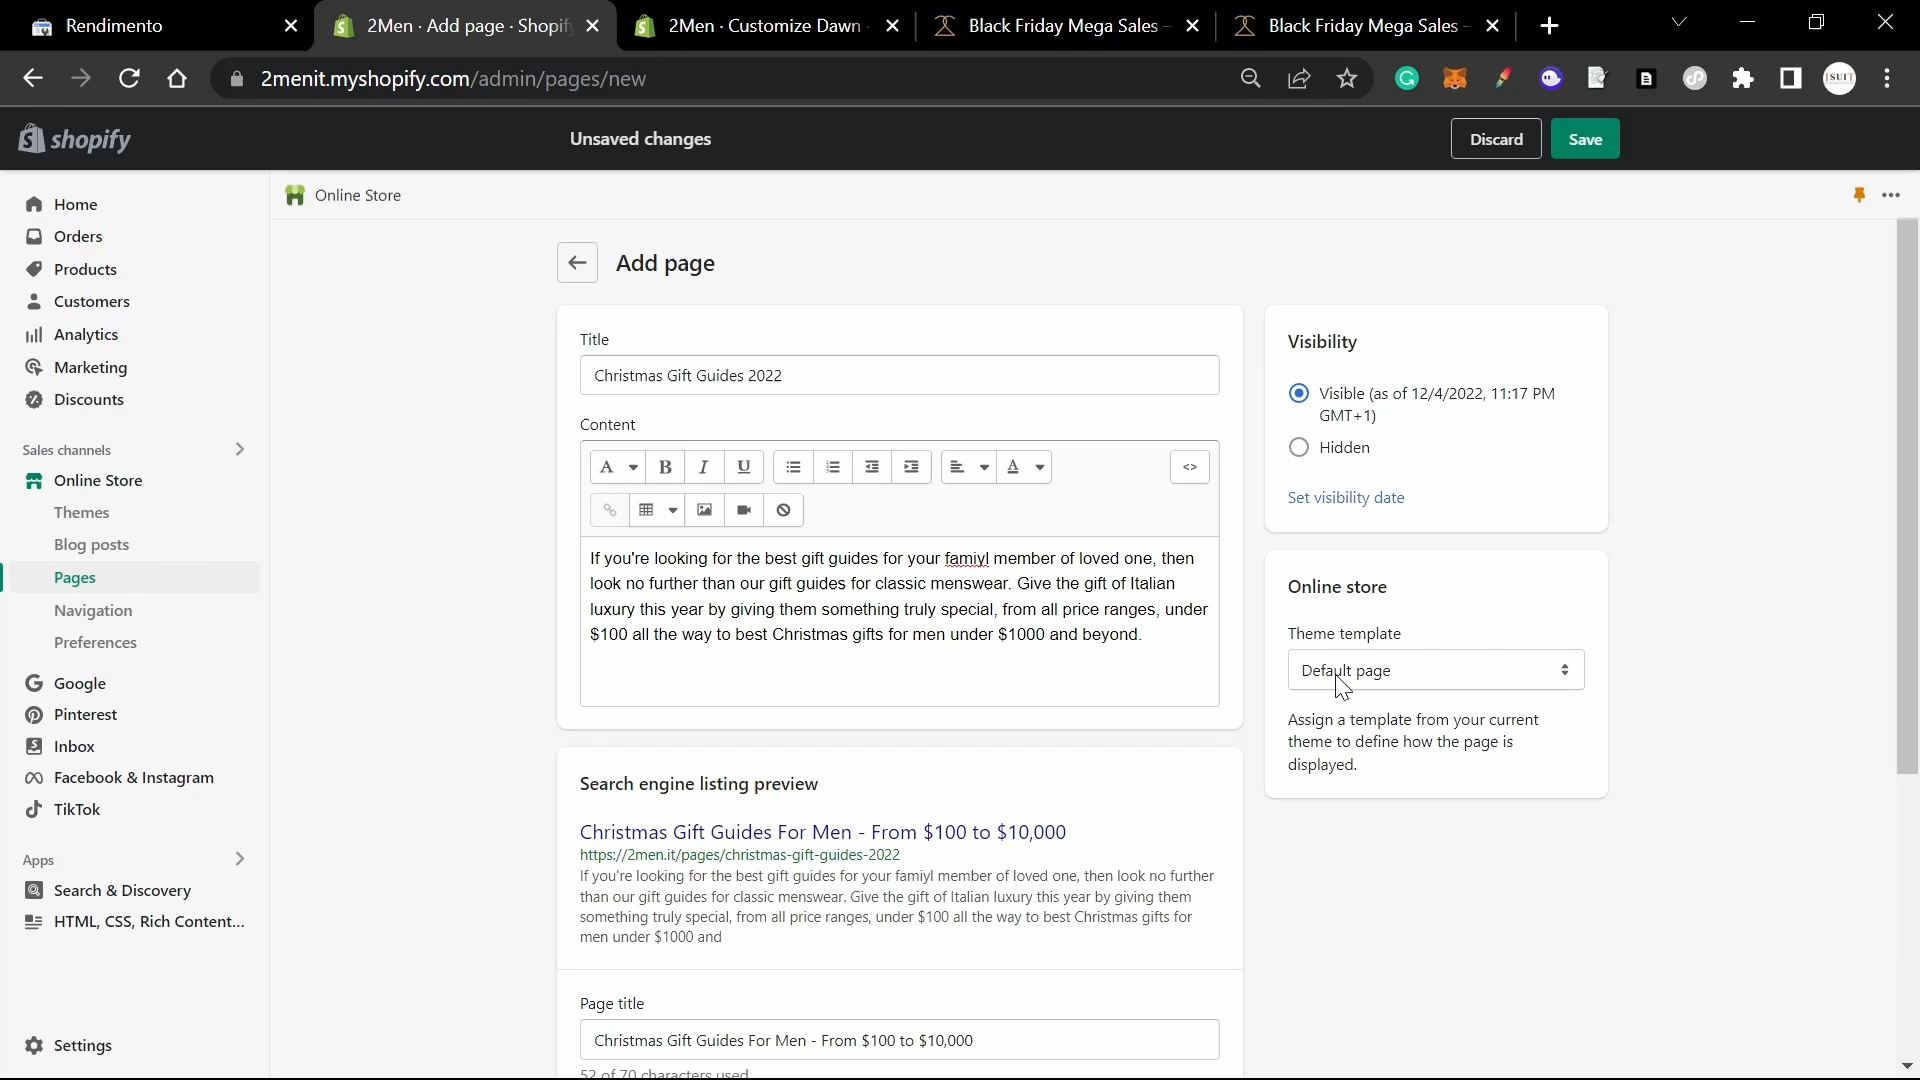 Rendimento
2Men · Add page · Shopif
2Men · Customize Dawn
Black Friday Mega Sales -
Black Friday Mega Sales -
2menit.myshopify.com/admin/pages/new
shopify
Unsaved changes
Discard
Save
Home
Orders
Products
Customers
Analytics
Marketing
Discounts
Sales channels
Online Store
Themes
Blog posts
Pages
Navigation
Preferences
Google
Pinterest
Inbox
Facebook & Instagram
TikTok
Apps
Search & Discovery
HTML, CSS, Rich Content...
Settings
Online Store
Add page
Title
Christmas Gift Guides 2022
Content
A B I U A <>
If you're looking for the best gift guides for your famiyl member of loved one, then
look no further than our gift guides for classic menswear. Give the gift of Italian
luxury this year by giving them something truly special, from all price ranges, under
$100 all the way to best Christmas gifts for men under $1000 and beyond.
Search engine listing preview
Christmas Gift Guides For Men - From $100 to $10,000
https://2men.it/pages/christmas-gift-guides-2022
If you're looking for the best gift guides for your famiyl member of loved one, then look no further
than our gift guides for classic menswear. Give the gift of Italian luxury this year by giving them
something truly special, from all price ranges, under $100 all the way to best Christmas gifts for
men under $1000 and
Page title
Christmas Gift Guides For Men - From $100 to $10,000
52 of 70 characters used
Visibility
Visible (as of 12/4/2022, 11:17 PM
GMT+1)
Hidden
Set visibility date
Online store
Theme template
Default page
Assign a template from your current
theme to define how the page is
displayed.